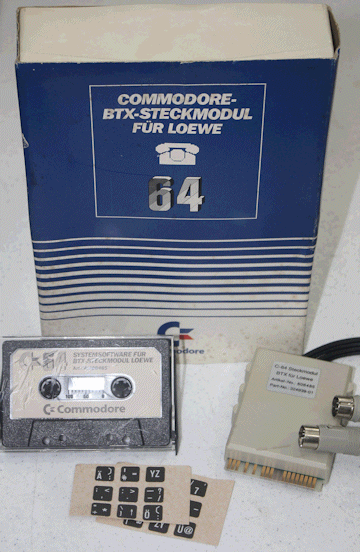 COMMODORE-
BTX-STECKMODUL
FÜR LOEWE
64
Commodore
C-64
SYSTEMSOFTWARE FÜR
BTX-STECKMODUL LOEWE
Commodore
C-64 Steckmodul
BTX für Loewe
YZ
Ü@